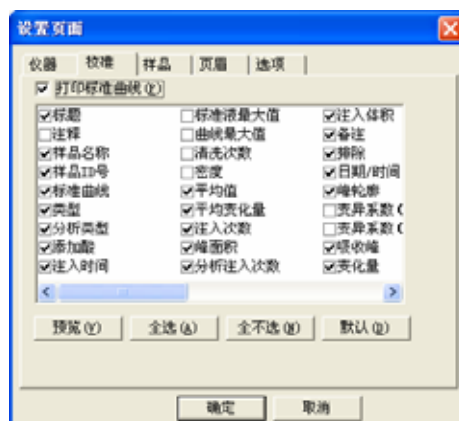 设置页面
仪器 校准 样品 页眉 选项
打印标准曲线(P)
标题 标准液最大值 注入体积
注释 曲线最大值 备注
样品名称 清洗次数 排除
样品ID号 密度 日期/时间
标准曲线 平均值 峰轮廓
类型 平均变化量 变异系数 (
分析类型 注入次数 变异系数 (
添加酸 峰面积 吸收峰
注入时间 分析注入次数 变化量
预览(Y) 全选(A) 全不选(N) 默认(D)
确定 取消